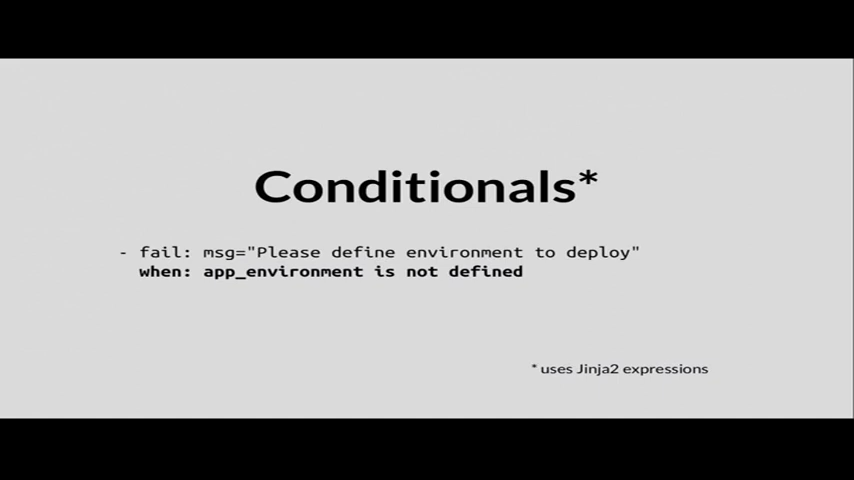 Conditionals*
- fail: msg="Please define environment to deploy"
when: app_environment is not defined
* uses Jinja2 expressions